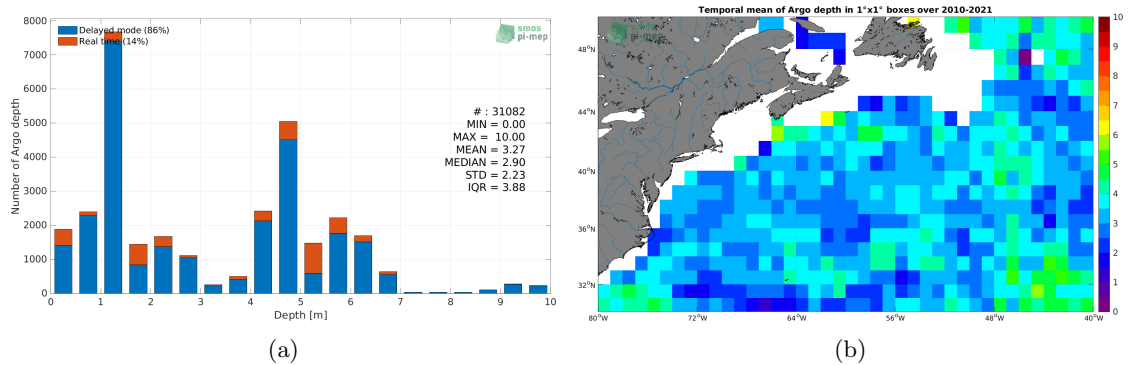 8000
7000
6000
5000
4000
3000
2000
1000
0
Number of Argo depth
Delayed mode (86%)
Real time (14%)
smos
pi-mep
# : 31082
MIN = 0.00
MAX = 10.00
MEAN = 3.27
MEDIAN = 2.90
STD = 2.23
IQR = 3.88
0 1 2 3 4 5 6 7 8 9 10
Depth [m]
(a)
Temporal mean of Argo depth in 1°x1° boxes over 2010-2021
smos
pi-mep
48°N
44°N
40°N
36°N
32°N
80°W 72°W 64°W 56°W 48°W 40°W
10
9
8
7
6
5
4
3
2
1
0
(b)